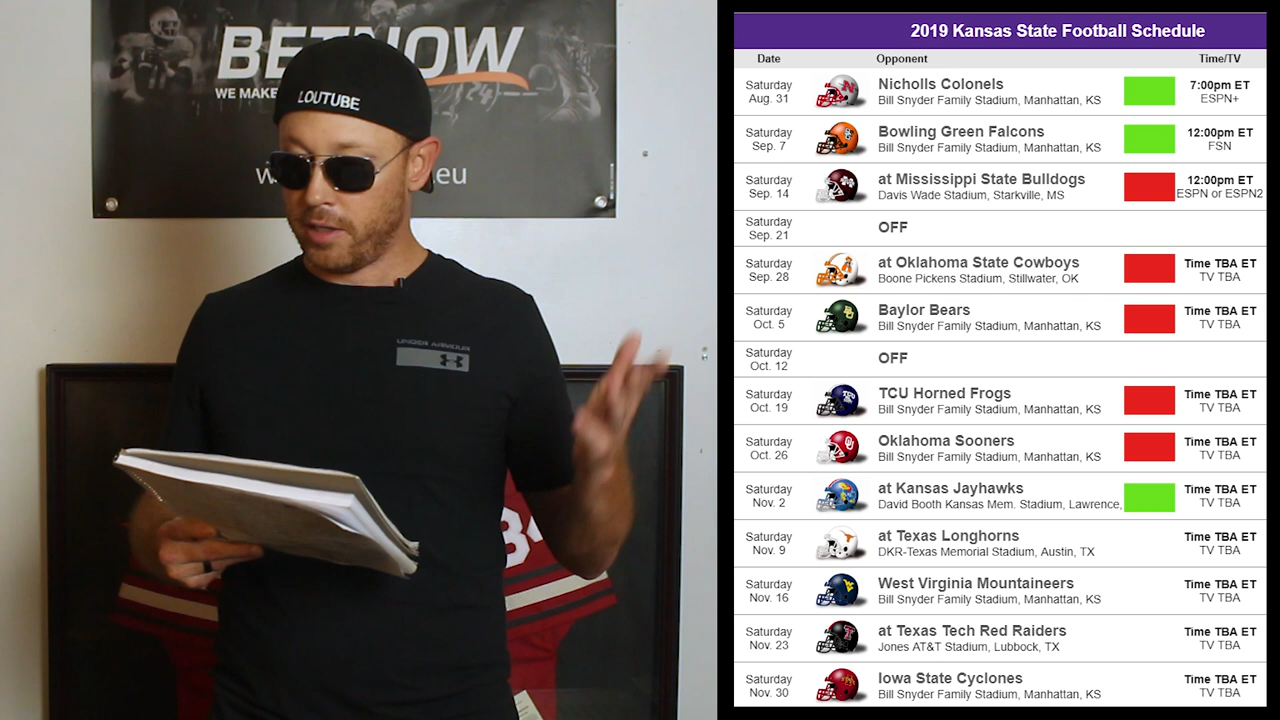 BETNOW
WE MAKE
LOUTUBE
w
.eu
UNDER ARMOUR
2019 Kansas State Football Schedule
Date Opponent Time/TV
Saturday Nicholls Colonels 7:00pm ET
Aug. 31 Bill Snyder Family Stadium, Manhattan, KS ESPN+
Saturday Bowling Green Falcons 12:00pm ET
Sep. 7 Bill Snyder Family Stadium, Manhattan, KS FSN
Saturday at Mississippi State Bulldogs 12:00pm ET
Sep. 14 Davis Wade Stadium, Starkville, MS ESPN or ESPN2
Saturday
Sep. 21 OFF
Saturday at Oklahoma State Cowboys Time TBA ET
Sep. 28 Boone Pickens Stadium, Stillwater, OK TV TBA
Saturday Baylor Bears Time TBA ET
Oct. 5 Bill Snyder Family Stadium, Manhattan, KS TV TBA
Saturday
Oct. 12 OFF
Saturday TCU Horned Frogs Time TBA ET
Oct. 19 Bill Snyder Family Stadium, Manhattan, KS TV TBA
Saturday Oklahoma Sooners Time TBA ET
Oct. 26 Bill Snyder Family Stadium, Manhattan, KS TV TBA
Saturday at Kansas Jayhawks Time TBA ET
Nov. 2 David Booth Kansas Mem. Stadium, Lawrence, TV TBA
Saturday at Texas Longhorns Time TBA ET
Nov. 9 DKR-Texas Memorial Stadium, Austin, TX TV TBA
Saturday West Virginia Mountaineers Time TBA ET
Nov. 16 Bill Snyder Family Stadium, Manhattan, KS TV TBA
Saturday at Texas Tech Red Raiders Time TBA ET
Nov. 23 Jones AT&T Stadium, Lubbock, TX TV TBA
Saturday Iowa State Cyclones Time TBA ET
Nov. 30 Bill Snyder Family Stadium, Manhattan, KS TV TBA